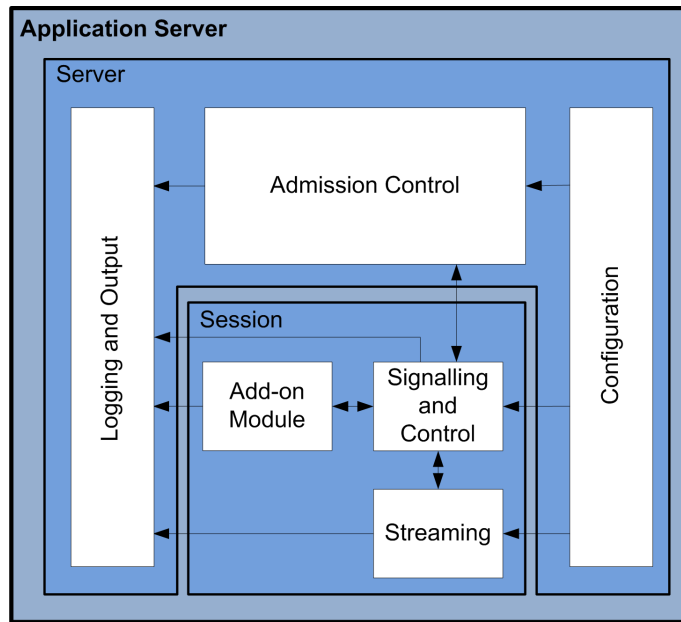 Application Server
Server
Admission Control
Logging and Output
Configuration
Session
Add-on
Module
Signalling
and
Control
Streaming